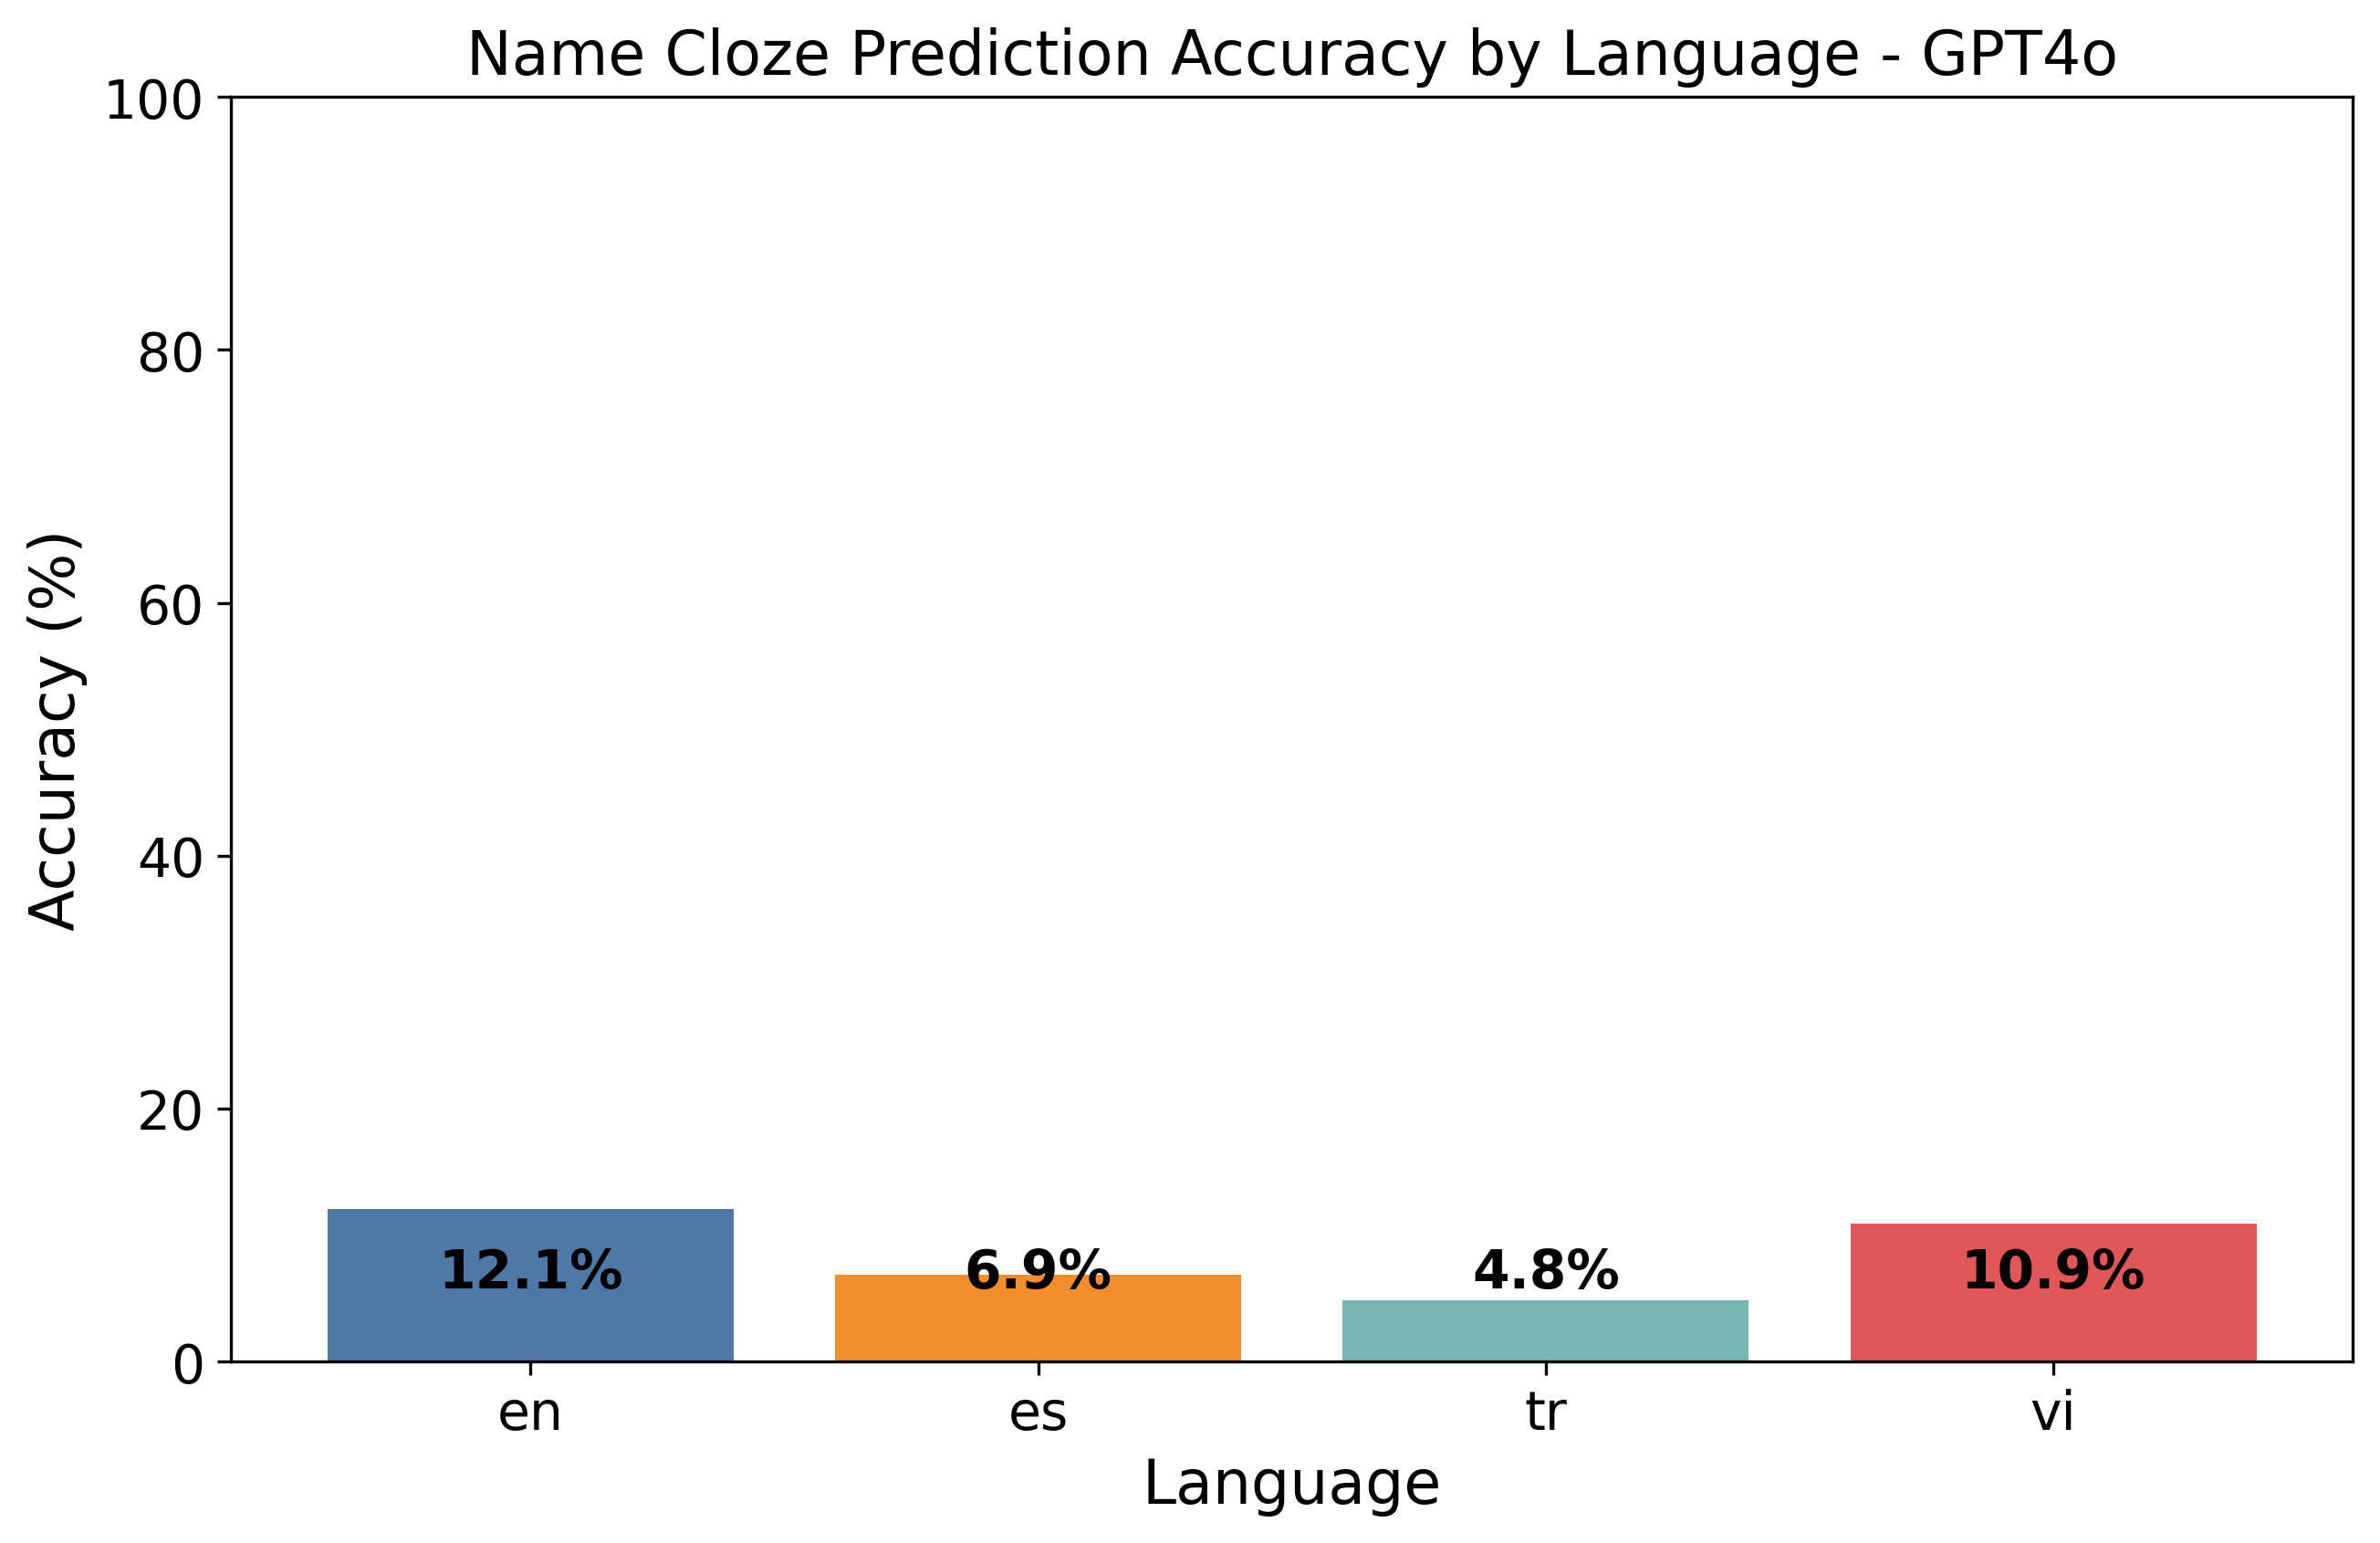 Name Cloze Prediction Accuracy by Language - GPT4o
100
80
60
40
20
0
Accuracy (%)
12.1%
6.9%
4.8%
10.9%
en
es
tr
vi
Language